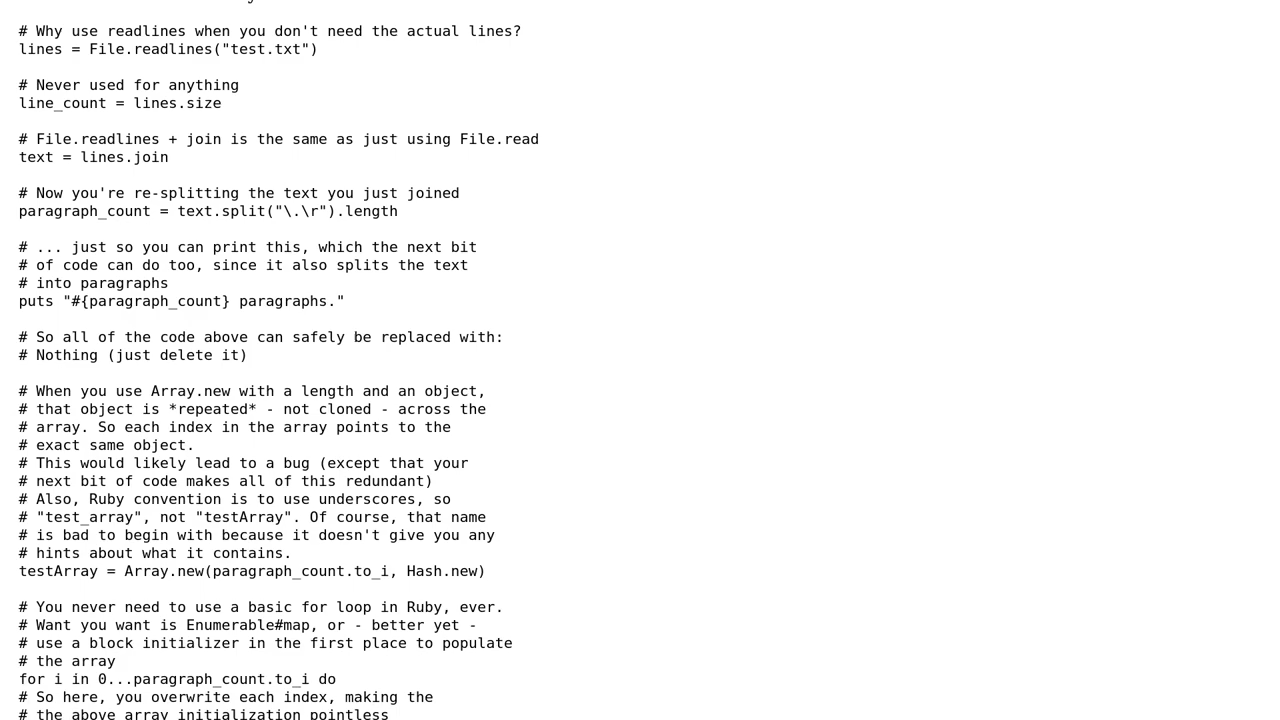 # Why use readlines when you don't need the actual lines?
lines = File.readlines("test.txt")
# Never used for anything
line_count = lines.size
# File.readlines + join is the same as just using File.read
text = lines.join
# Now you're re-splitting the text you just joined
paragraph_count = text.split("\.\r").length
# ... just so you can print this, which the next bit
# of code can do too, since it also splits the text
# into paragraphs
puts "#{paragraph_count} paragraphs."
# So all of the code above can safely be replaced with:
# Nothing (just delete it)
# When you use Array.new with a length and an object,
# that object is *repeated* - not cloned - across the
# array. So each index in the array points to the
# exact same object.
# This would likely lead to a bug (except that your
# next bit of code makes all of this redundant)
# Also, Ruby convention is to use underscores, so
# "test_array", not "testArray". Of course, that name
# is bad to begin with because it doesn't give you any
# hints about what it contains.
testArray = Array.new(paragraph_count.to_i, Hash.new)
# You never need to use a basic for loop in Ruby, ever.
# Want you want is Enumerable#map, or - better yet -
# use a block initializer in the first place to populate
# the array
for i in 0...paragraph_count.to_i do
# So here, you overwrite each index, making the
# the above array initialization pointless